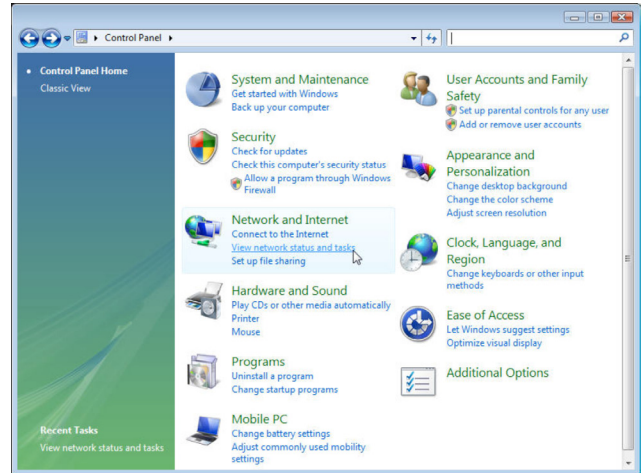 Control Panel
Control Panel Home
Classic View
System and Maintenance
Get started with Windows
Back up your computer
Security
Check for updates
Check this computer's security status
Allow a program through Windows
Firewall
Network and Internet
Connect to the Internet
View network status and tasks
Set up file sharing
Hardware and Sound
Play CDs or other media automatically
Printer
Mouse
Programs
Uninstall a program
Change startup programs
Mobile PC
Change battery settings
Adjust commonly used mobility
settings
User Accounts and Family
Safety
Set up parental controls for any user
Add or remove user accounts
Appearance and
Personalization
Change desktop background
Change the color scheme
Adjust screen resolution
Clock, Language, and
Region
Change keyboards or other input
methods
Ease of Access
Let Windows suggest settings
Optimize visual display
Additional Options
Recent Tasks
View network status and tasks